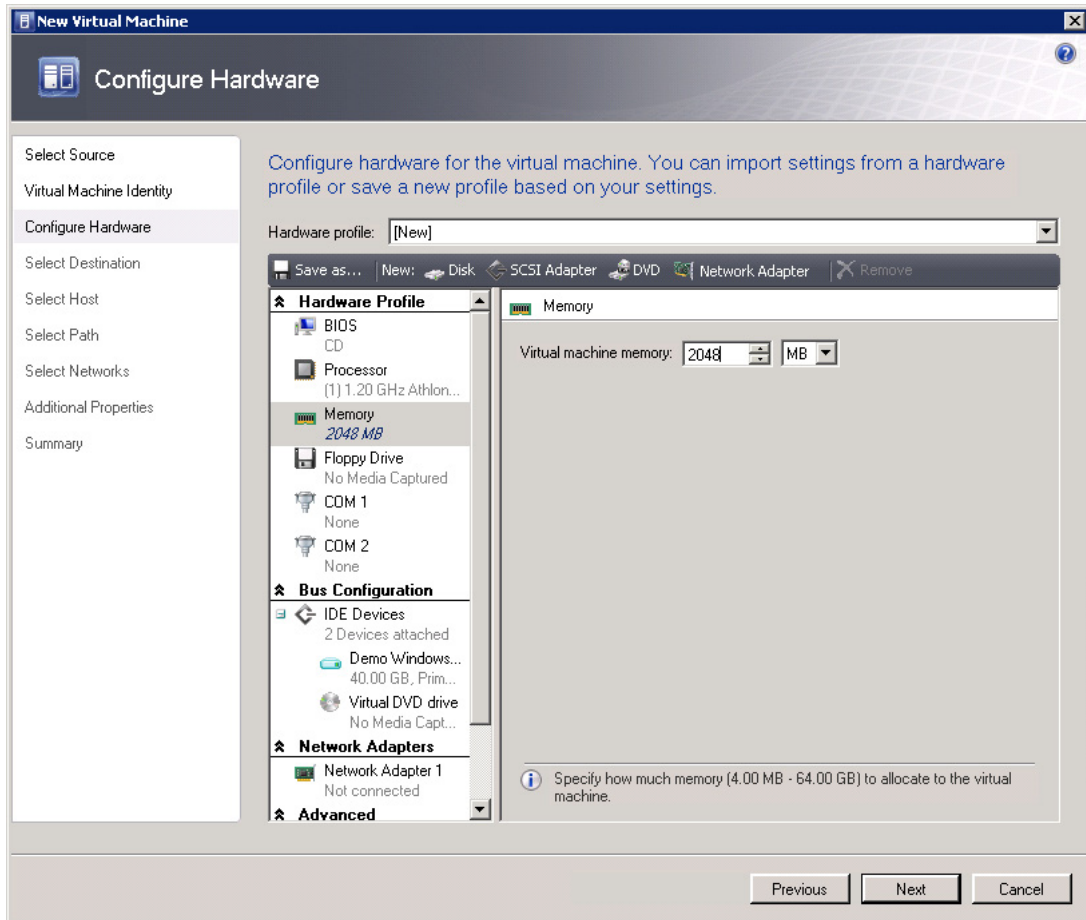 New Virtual Machine
Configure Hardware
Select Source
Virtual Machine Identity
Configure Hardware
Select Destination
Select Host
Select Path
Select Networks
Additional Properties
Summary
Configure hardware for the virtual machine. You can import settings from a hardware
profile or save a new profile based on your settings.
Hardware profile: [New]
Save as... New: Disk SCSI Adapter DVD Network Adapter Remove
Hardware Profile
BIOS
CD
Processor
(1) 1.20 GHz Athlon...
Memory
2048 MB
Floppy Drive
No Media Captured
COM 1
None
COM 2
None
Bus Configuration
IDE Devices
2 Devices attached
Demo Windows...
40.00 GB, Prim...
Virtual DVD drive
No Media Capt...
Network Adapters
Network Adapter 1
Not connected
Advanced
Memory
Virtual machine memory: 2048 MB
Specify how much memory (4.00 MB - 64.00 GB) to allocate to the virtual
machine.
Previous Next Cancel